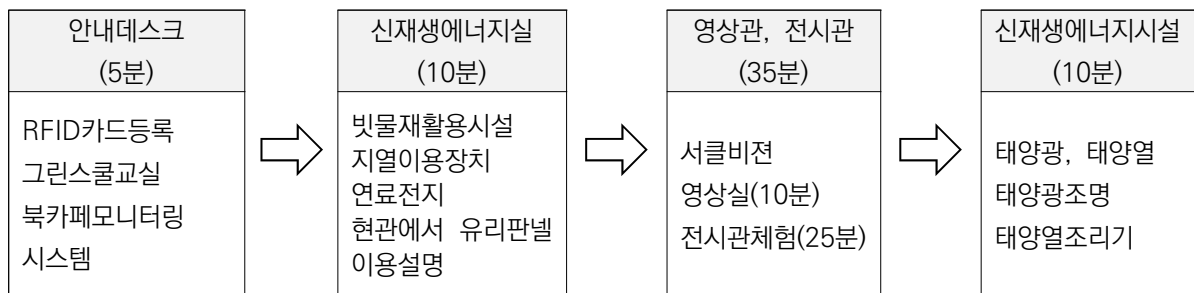 안내데스크
(5분)
RFID카드등록
그린스쿨교실
북카페모니터링
시스템
신재생에너지실
(10분)
빗물재활용시설
지열이용장치
연료전지
현관에서 유리판넬
이용설명
영상관, 전시관
(35분)
서클비젼
영상실(10분)
전시관체험(25분)
신재생에너지시설
(10분)
태양광, 태양열
태양광조명
태양열조리기